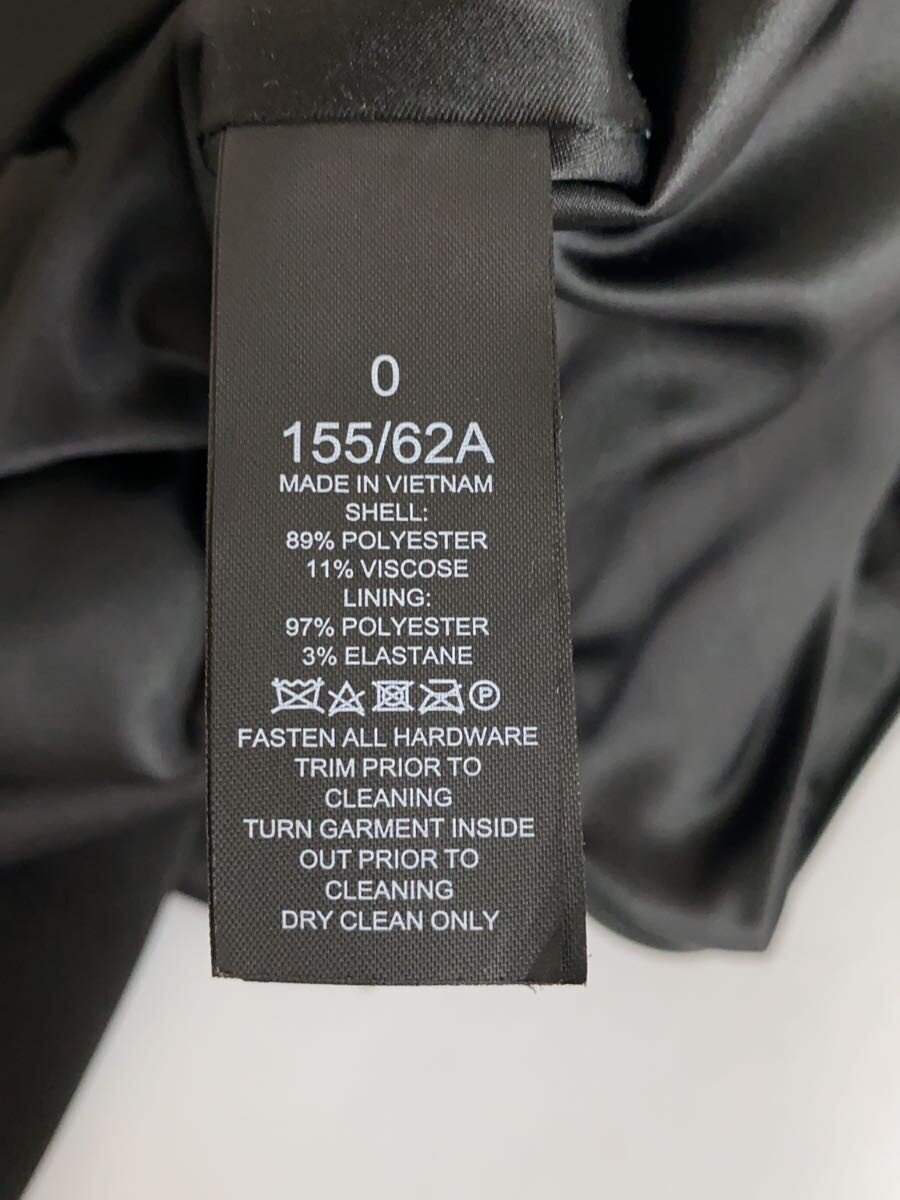 0
155/62A
MADE IN VIETNAM
SHELL:
89% POLYESTER
11% VISCOSE
LINING:
97% POLYESTER
3% ELASTANE
P
FASTEN ALL HARDWARE
TRIM PRIOR TO
CLEANING
TURN GARMENT INSIDE
OUT PRIOR TO
CLEANING
DRY CLEAN ONLY